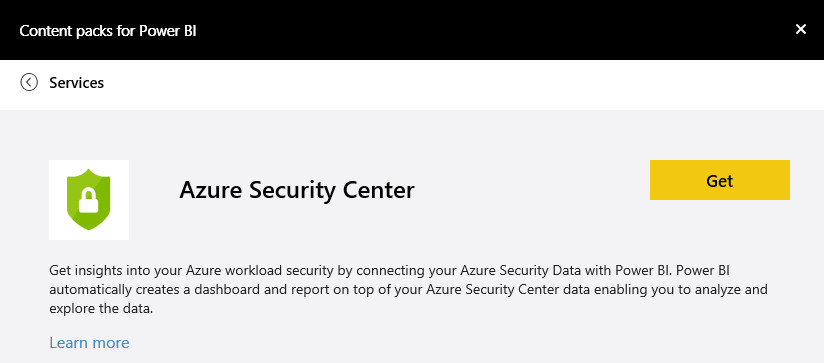 Content packs for Power BI
Services
Azure Security Center
Get
Get insights into your Azure workload security by connecting your Azure Security Data with Power BI. Power BI
automatically creates a dashboard and report on top of your Azure Security Center data enabling you to analyze and
explore the data.
Learn more